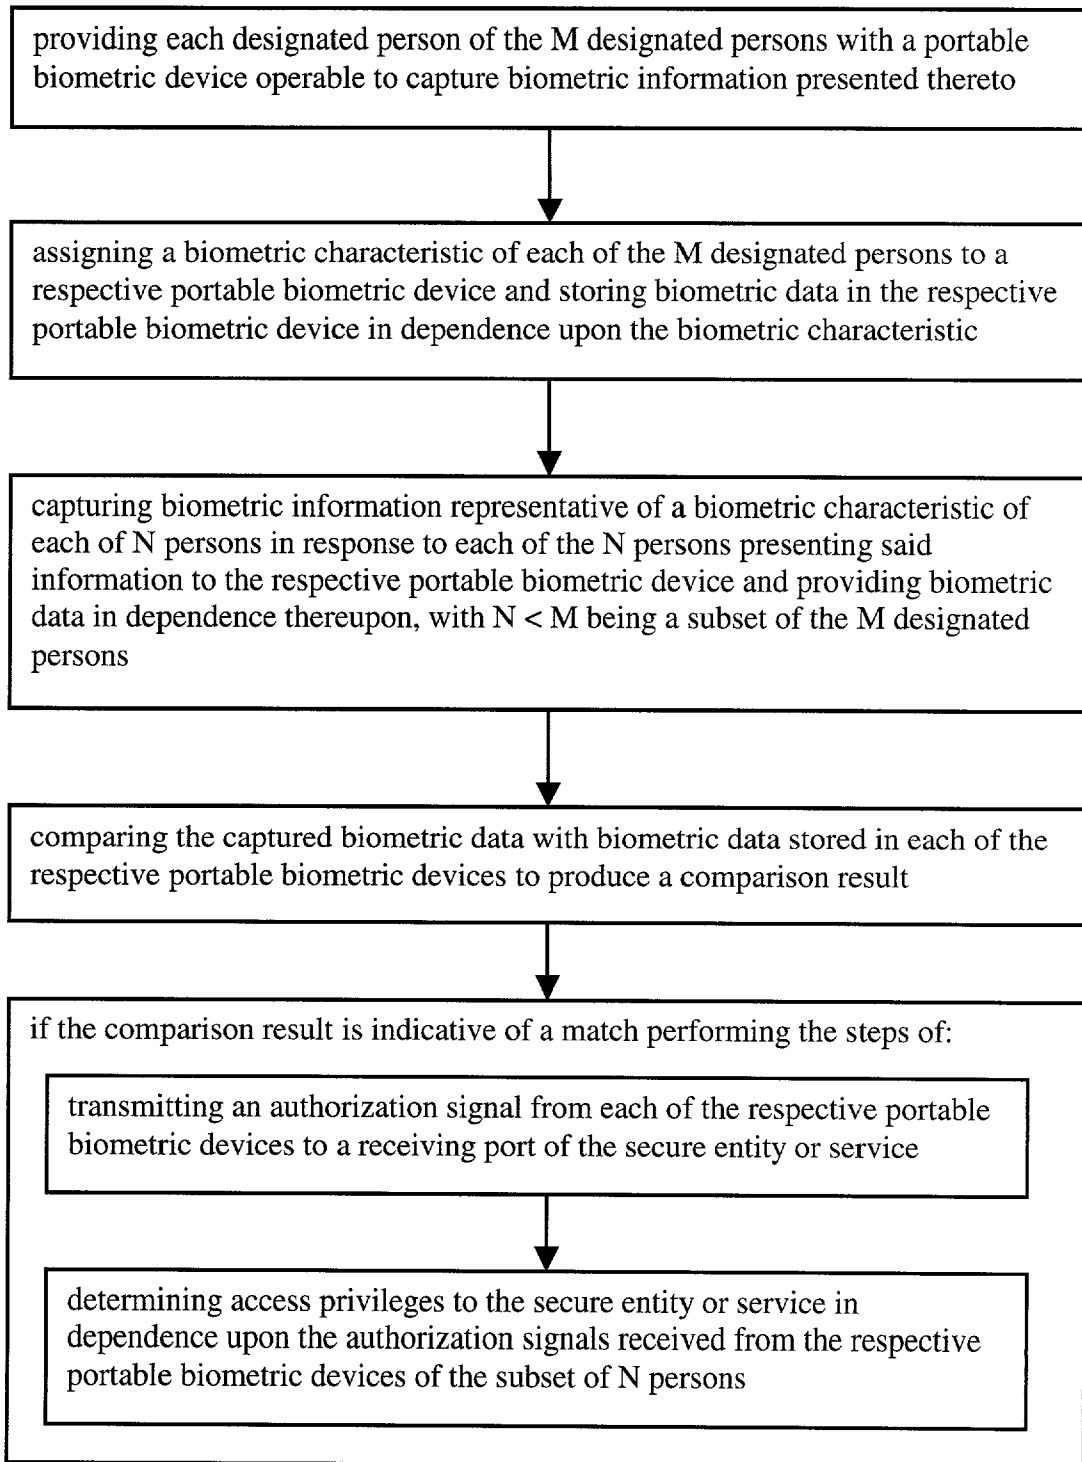 providing each designated person of the M designated persons with a portable
biometric device operable to capture biometric information presented thereto
assigning a biometric characteristic of each of the M designated persons to a
respective portable biometric device and storing biometric data in the respective
portable biometric device in dependence upon the biometric characteristic
capturing biometric information representative of a biometric characteristic of
each of N persons in response to each of the N persons presenting said
information to the respective portable biometric device and providing biometric
data in dependence thereupon, with N < M being a subset of the M designated
persons
comparing the captured biometric data with biometric data stored in each of the
respective portable biometric devices to produce a comparison result
if the comparison result is indicative of a match performing the steps of:
transmitting an authorization signal from each of the respective portable
biometric devices to a receiving port of the secure entity or service
determining access privileges to the secure entity or service in
dependence upon the authorization signals received from the respective
portable biometric devices of the subset of N persons